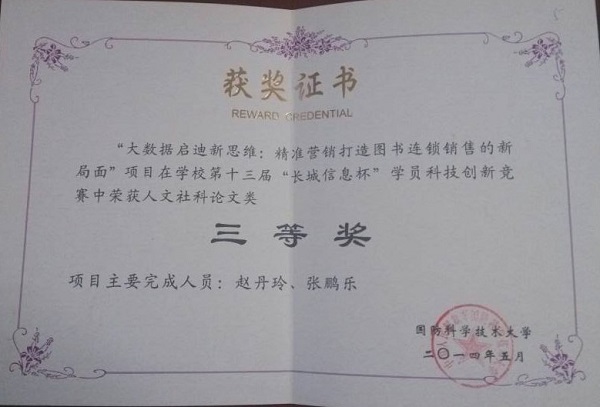 获奖证书
REWARD CREDENTIAL
“大数据启迪新思维：精准营销打造图书连锁销售的新
局面”项目在学校第十三届“长城信息杯”学员科技创新竞
赛中荣获人文社科论文类
三等奖
项目主要完成人员：赵丹玲、张鹏乐
国防科学技术大学
二〇一四年五月